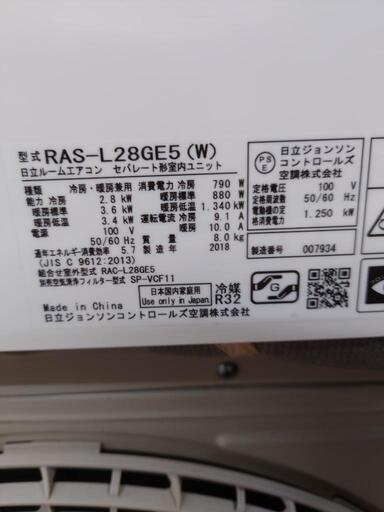 型式 RAS-L28GE5 (W)
日立ルームエアコン セパレート形室内ユニット
種類 冷房・暖房兼用 消費電力 冷房 790 W
能力 冷房 2.8 kW 暖房標準 880 W
暖房標準 3.6 kW 暖房低温 1.340 kW
暖房低温 3.4 kW 運転電流 冷房 9.1 A
電源 100 V 暖房 10.0 A
50/60 Hz 質量 8.0kg
通年エネルギー消費効率 5.7 2018
(JIS C 9612:2013)
組合せ室外型式 RAC-L28GE5
別売空気清浄フィルター型式 SP-VCF11
Made in China
日本国内家庭用
Use only in Japan
冷媒
R32
日立ジョンソンコントロールズ空調株式会社
PS
E
日立ジョンソン
コントロールズ
空調株式会社
定格電圧 100 V
定格周波数 50/60 Hz
電動機の定格
消費電力 1.250 kW
製造番号 007934
G